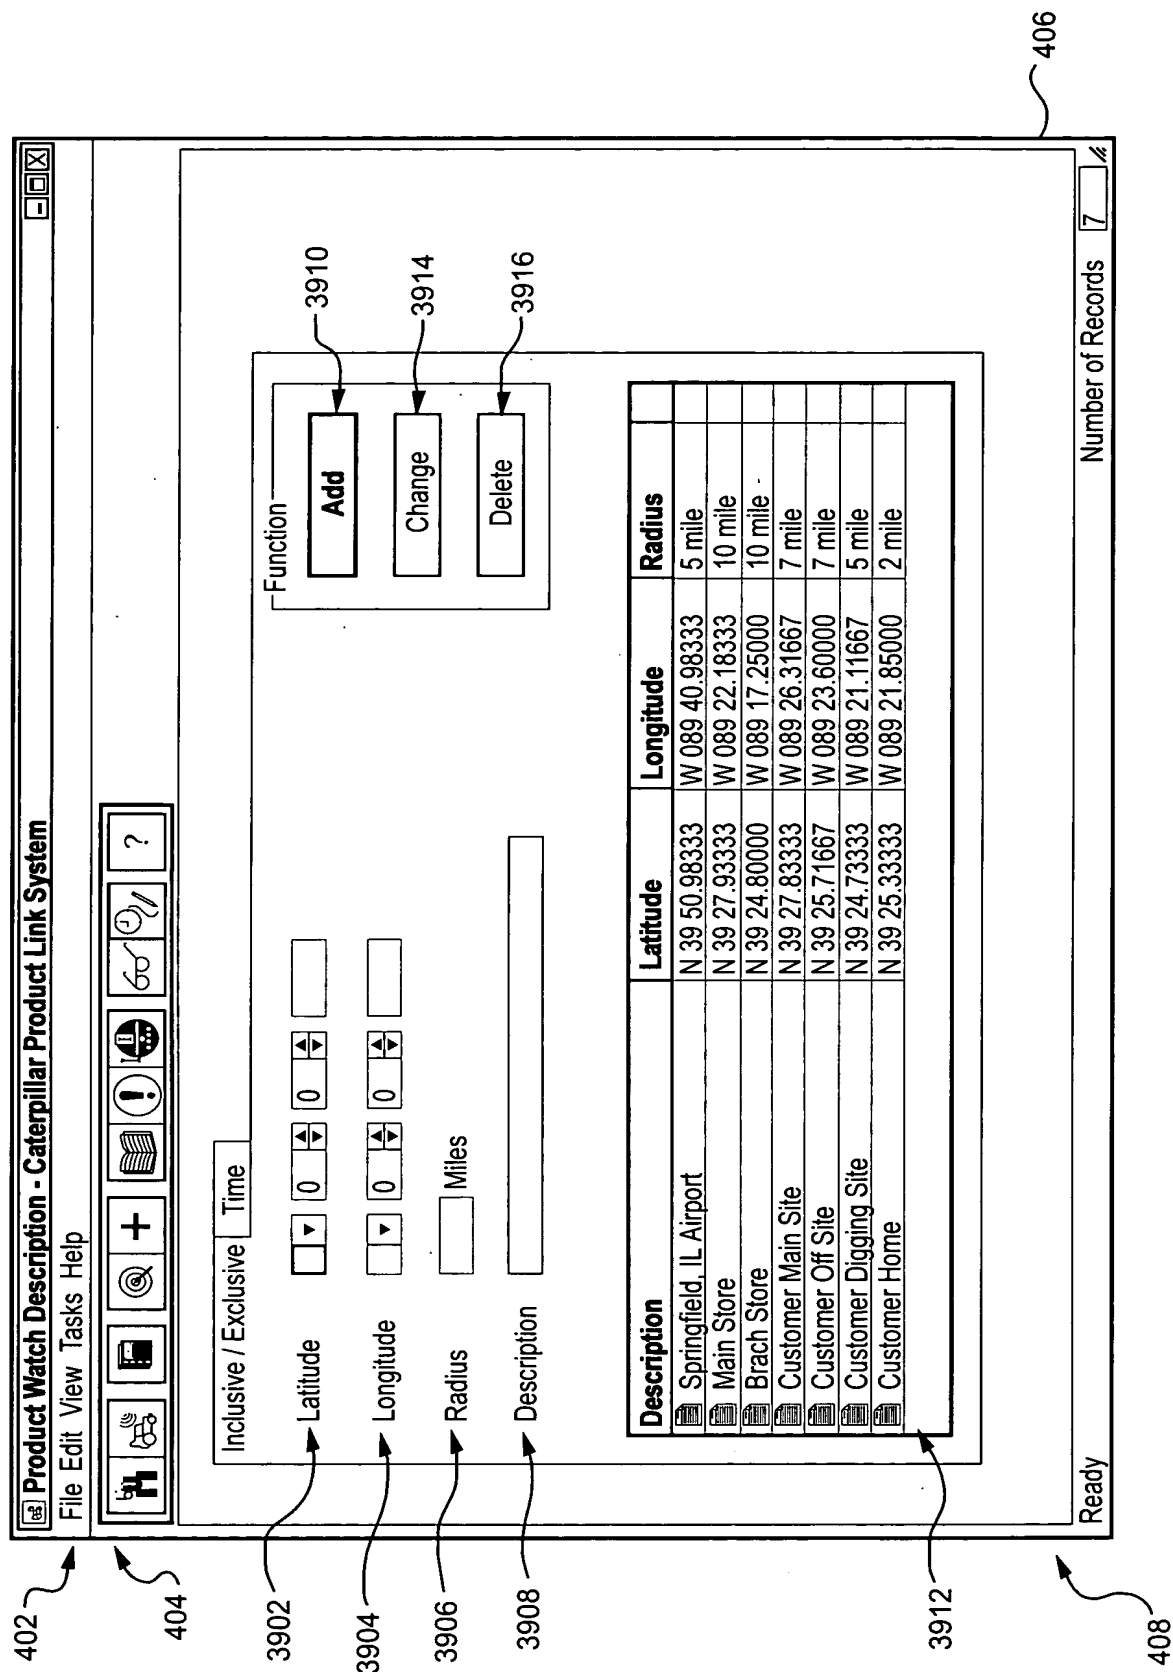 402
Product Watch Description - Caterpillar Product Link System
File Edit View Tasks Help
404
?
Inclusive / Exclusive Time
3902 Latitude 0 0
3904 Longitude 0 0
3906 Radius Miles
3908 Description
Function
Add 3910
Change 3914
Delete 3916
Description Latitude Longitude Radius
Springfield, IL Airport N 39 50.98333 W 089 40.98333 5 mile
Main Store N 39 27.93333 W 089 22.18333 10 mile
Brach Store N 39 24.80000 W 089 17.25000 10 mile
Customer Main Site N 39 27.83333 W 089 26.31667 7 mile
Customer Off Site N 39 25.71667 W 089 23.60000 7 mile
Customer Digging Site N 39 24.73333 W 089 21.11667 5 mile
Customer Home N 39 25.33333 W 089 21.85000 2 mile
3912
Ready Number of Records 7
406
408